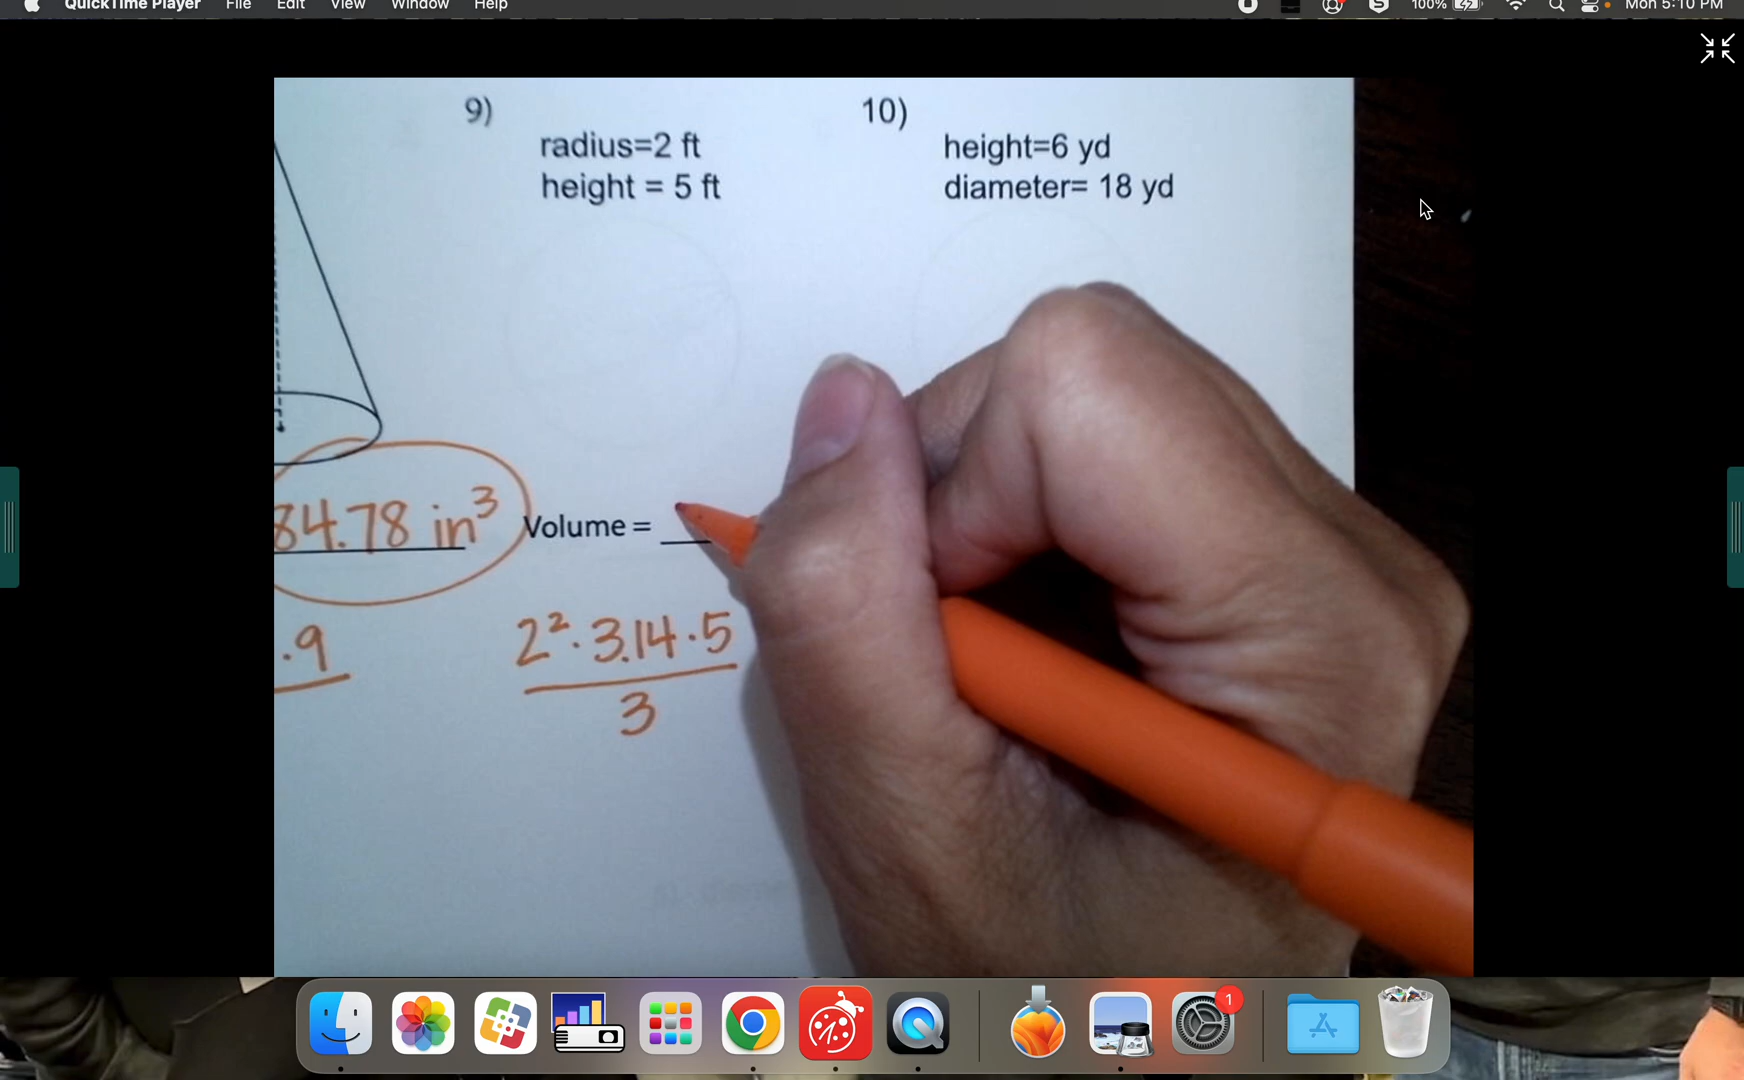 QuickTime Player File Edit View Window Help 100% Mon 5:10 PM
9)
radius=2 ft
height = 5 ft
10)
height=6 yd
diameter= 18 yd
84.78 in³
Volume =
.9
2² · 3.14 · 5
3
1